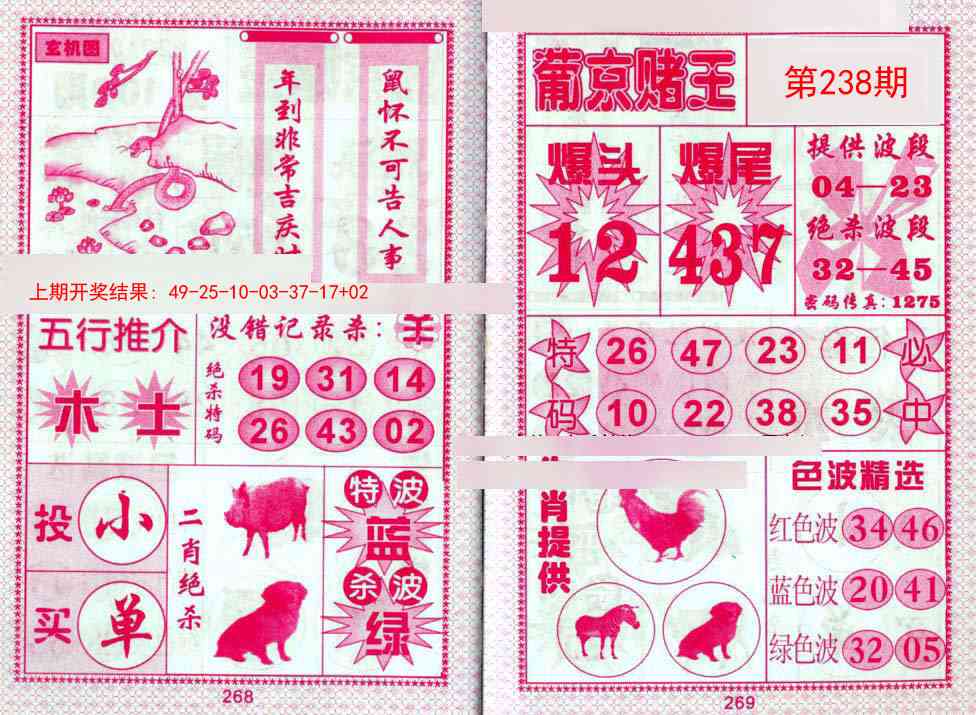 玄机图
年到非常吉庆时
鼠怀不可告人事
上期开奖结果：49-25-10-03-37-17+02
五行推介
木 土
没错记录杀：羊
绝杀特码
19 31 14
26 43 02
投 小
买 单
二肖绝杀
特波
蓝
杀波
绿
268
葡京赌王
第238期
爆头
12
爆尾
437
提供波段
04—23
绝杀波段
32—45
密码传真：1275
特码
26 47 23 11
10 22 38 35
必中
肖提供
色波精选
红色波 34 46
蓝色波 20 41
绿色波 32 05
269